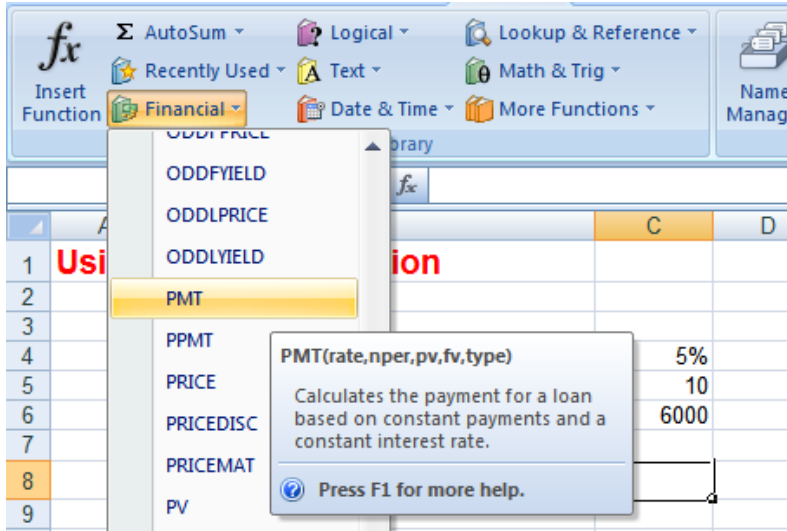 fx
Σ AutoSum
Logical
Lookup & Reference
Recently Used
Text
θ Math & Trig
Insert Function
Financial
Date & Time
More Functions
Name
Manag
brary
ODDFPRICE
ODDFYIELD
ODDLPRICE
ODDLYIELD
PMT
PPMT
PRICE
PRICEDISC
PRICEMAT
PV
fx
A
C
D
1 Usi ion
2
3
4 5%
5 10
6 6000
7
8
9
PMT(rate,nper,pv,fv,type)
Calculates the payment for a loan
based on constant payments and a
constant interest rate.
Press F1 for more help.